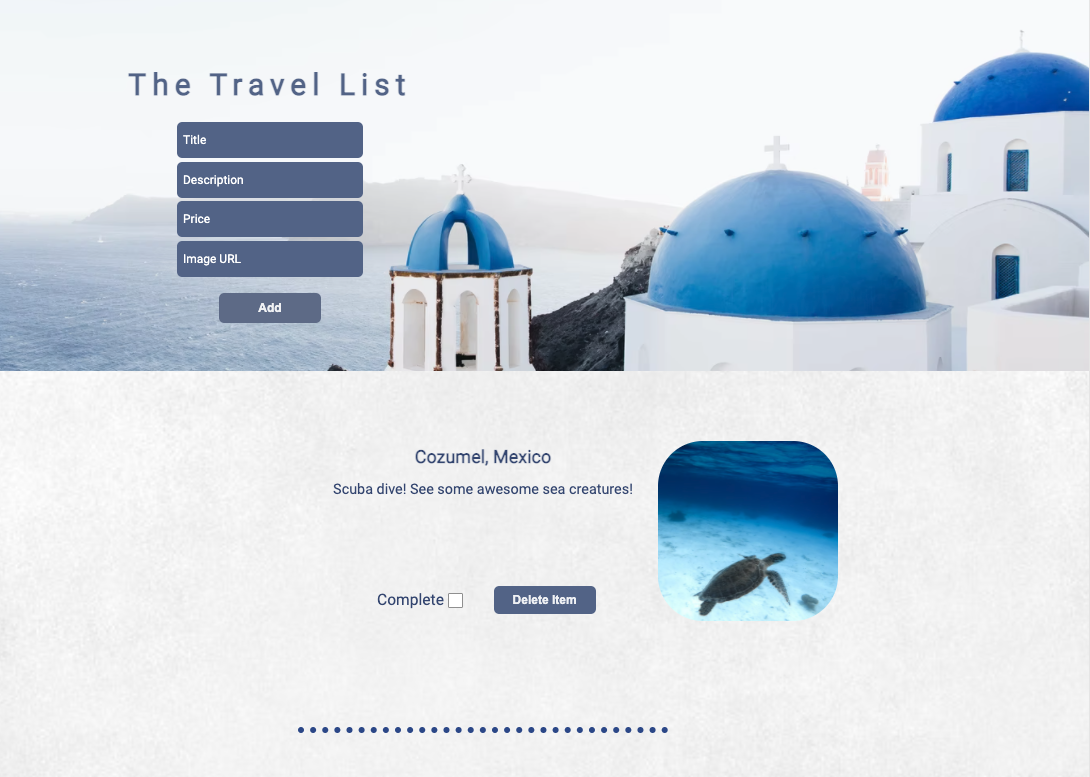 The Travel List
Title
Description
Price
Image URL
Add
Cozumel, Mexico
Scuba dive! See some awesome sea creatures!
Complete
Delete Item